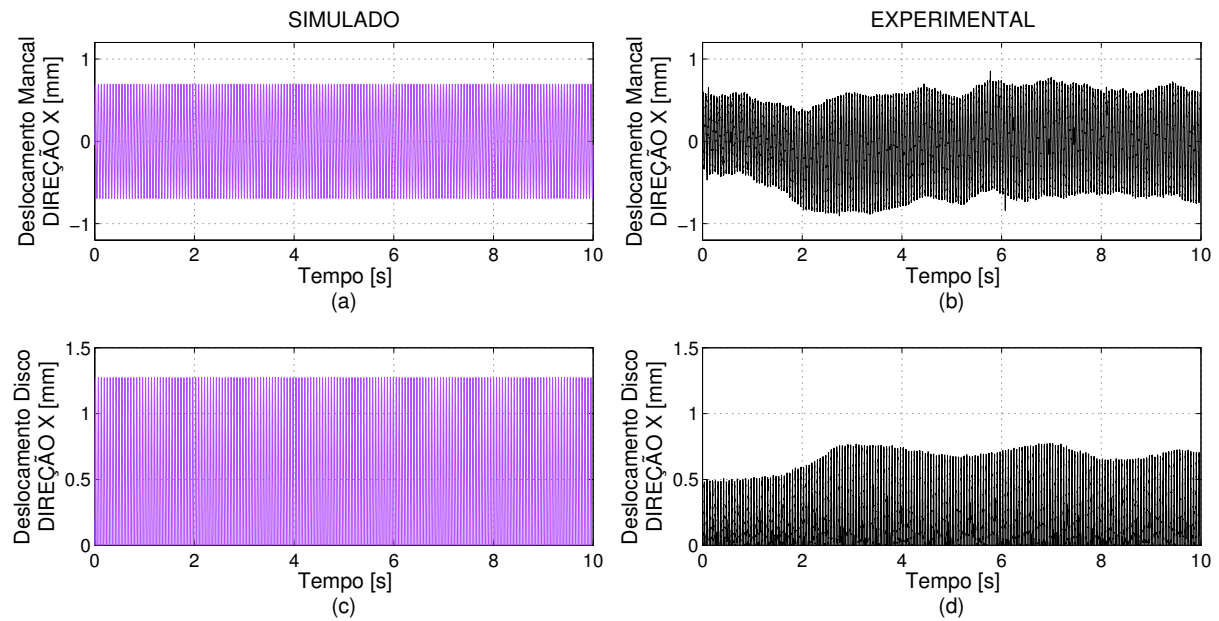 SIMULADO
EXPERIMENTAL
Deslocamento Mancal
DIREÇÃO X [mm]
1
0
−1
0 2 4 6 8 10
Tempo [s]
(a)
Deslocamento Mancal
DIREÇÃO X [mm]
1
0
−1
0 2 4 6 8 10
Tempo [s]
(b)
Deslocamento Disco
DIREÇÃO X [mm]
1.5
1
0.5
0
0 2 4 6 8 10
Tempo [s]
(c)
Deslocamento Disco
DIREÇÃO X [mm]
1.5
1
0.5
0
0 2 4 6 8 10
Tempo [s]
(d)